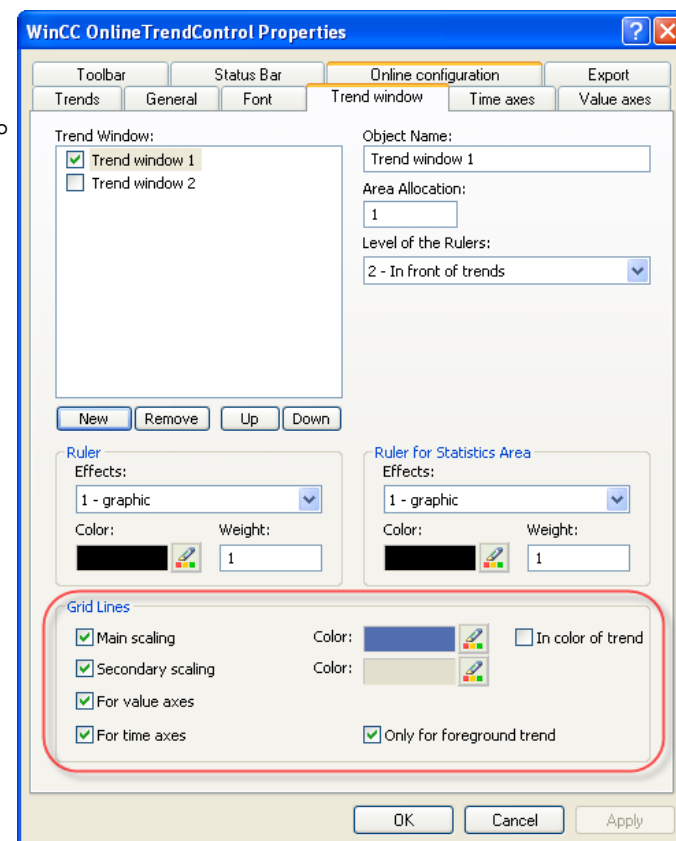 WinCC OnlineTrendControl Properties
Toolbar Status Bar Online configuration Export
Trends General Font Trend window Time axes Value axes
o
Trend Window:
Trend window 1
Trend window 2
Object Name:
Trend window 1
Area Allocation:
1
Level of the Rulers:
2 - In front of trends
New Remove Up Down
Ruler
Effects:
1 - graphic
Color: Weight:
1
Ruler for Statistics Area
Effects:
1 - graphic
Color: Weight:
1
Grid Lines
Main scaling Color: In color of trend
Secondary scaling Color:
For value axes
For time axes Only for foreground trend
OK Cancel Apply